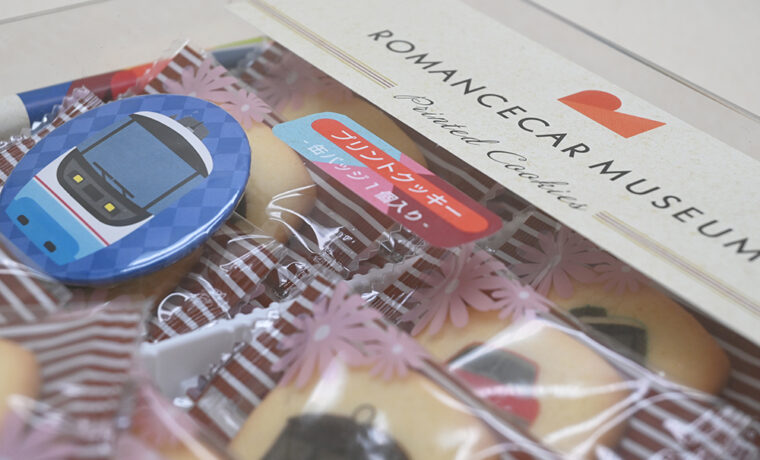 ROMANCECAR MUSEUM
Printed Cookies
プリントクッキー
- 缶バッジ1個入り -